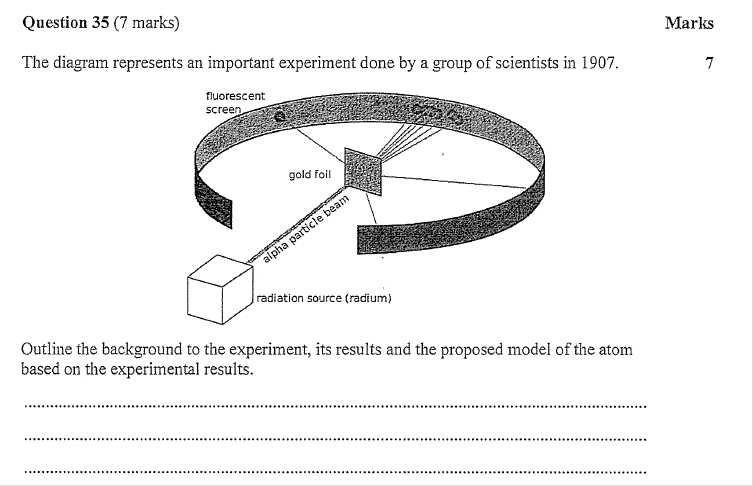 Question 35 (7 marks)
Marks
The diagram represents an important experiment done by a group of scientists in 1907.
7
fluorescent
screen
gold foil
alpha particle beam
radiation source (radium)
Outline the background to the experiment, its results and the proposed model of the atom
based on the experimental results.